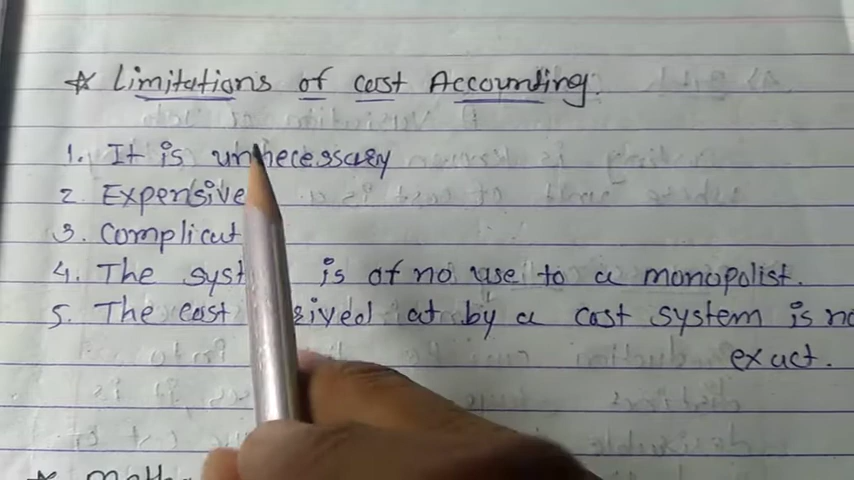 ☆ Limitations of cost Accounting.
1. It is unnecessary
2 Expensive
3. complicat
4. The syst is of no use to a monopolist.
5. The cost rived at by a cost system is no
exact.